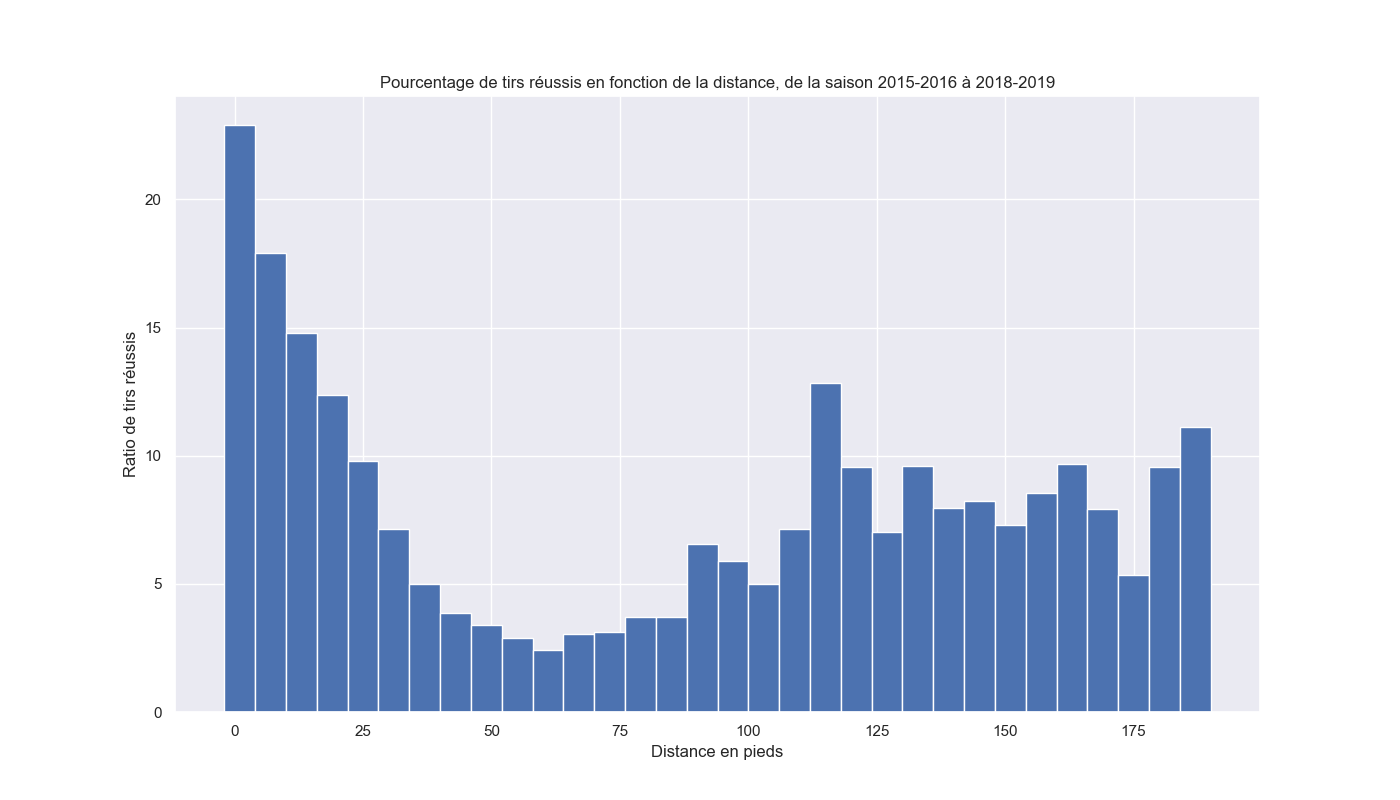 Pourcentage de tirs réussis en fonction de la distance, de la saison 2015-2016 à 2018-2019
Ratio de tirs réussis
20
15
10
5
0
0 25 50 75 100 125 150 175
Distance en pieds